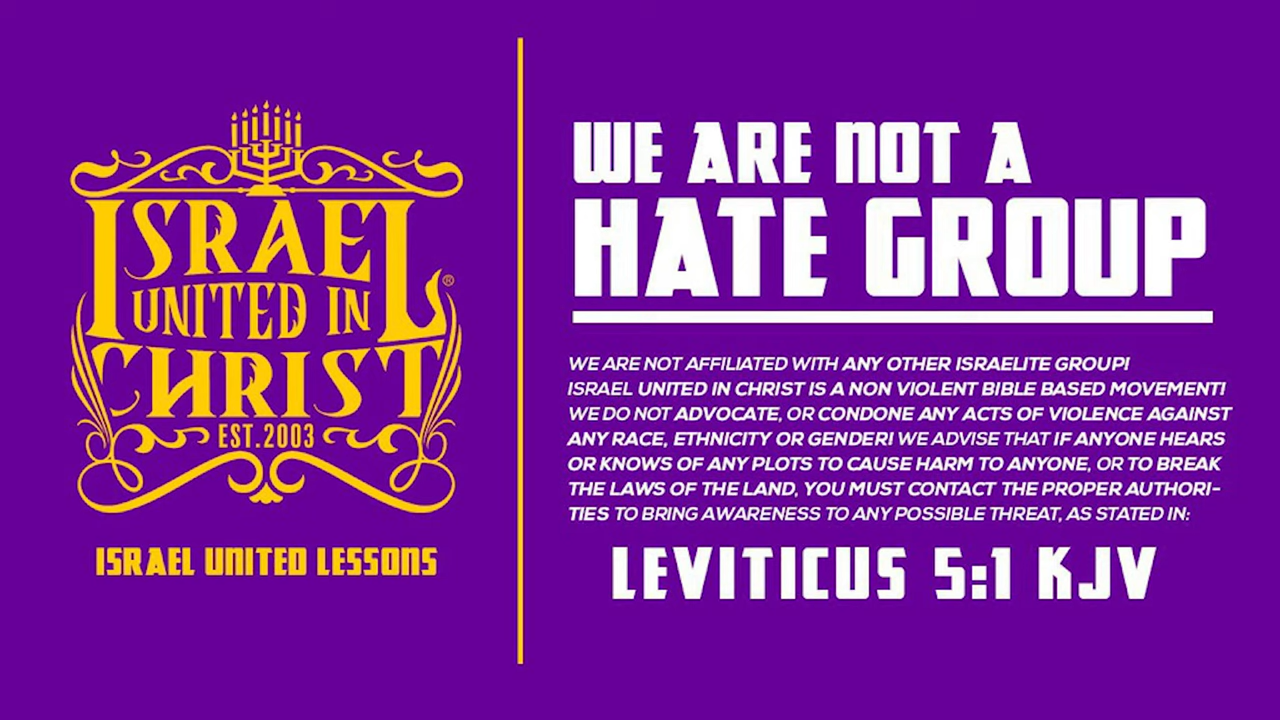 ISRAEL
UNITED IN
CHRIST
EST.2003
ISRAEL UNITED LESSONS
WE ARE NOT A
HATE GROUP
WE ARE NOT AFFILIATED WITH ANY OTHER ISRAELITE GROUP!
ISRAEL UNITED IN CHRIST IS A NON VIOLENT BIBLE BASED MOVEMENT!
WE DO NOT ADVOCATE, OR CONDONE ANY ACTS OF VIOLENCE AGAINST
ANY RACE, ETHNICITY OR GENDER! WE ADVISE THAT IF ANYONE HEARS
OR KNOWS OF ANY PLOTS TO CAUSE HARM TO ANYONE, OR TO BREAK
THE LAWS OF THE LAND, YOU MUST CONTACT THE PROPER AUTHORI-
TIES TO BRING AWARENESS TO ANY POSSIBLE THREAT, AS STATED IN:
LEVITICUS 5:1 KJV